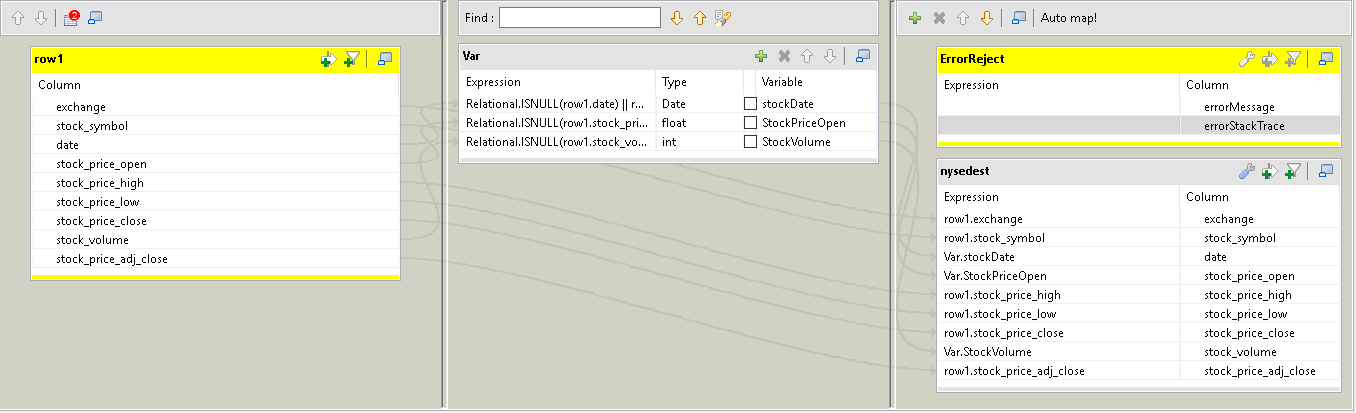 2
Find :
Auto map!
row1
Column
exchange
stock_symbol
date
stock_price_open
stock_price_high
stock_price_low
stock_price_close
stock_volume
stock_price_adj_close
Var
Expression Type Variable
Relational.ISNULL(row1.date) || r... Date stockDate
Relational.ISNULL(row1.stock_pri... float StockPriceOpen
Relational.ISNULL(row1.stock_vo... int StockVolume
ErrorReject
Expression Column
errorMessage
errorStackTrace
nysedest
Expression Column
row1.exchange exchange
row1.stock_symbol stock_symbol
Var.stockDate date
Var.StockPriceOpen stock_price_open
row1.stock_price_high stock_price_high
row1.stock_price_low stock_price_low
row1.stock_price_close stock_price_close
Var.StockVolume stock_volume
row1.stock_price_adj_close stock_price_adj_close